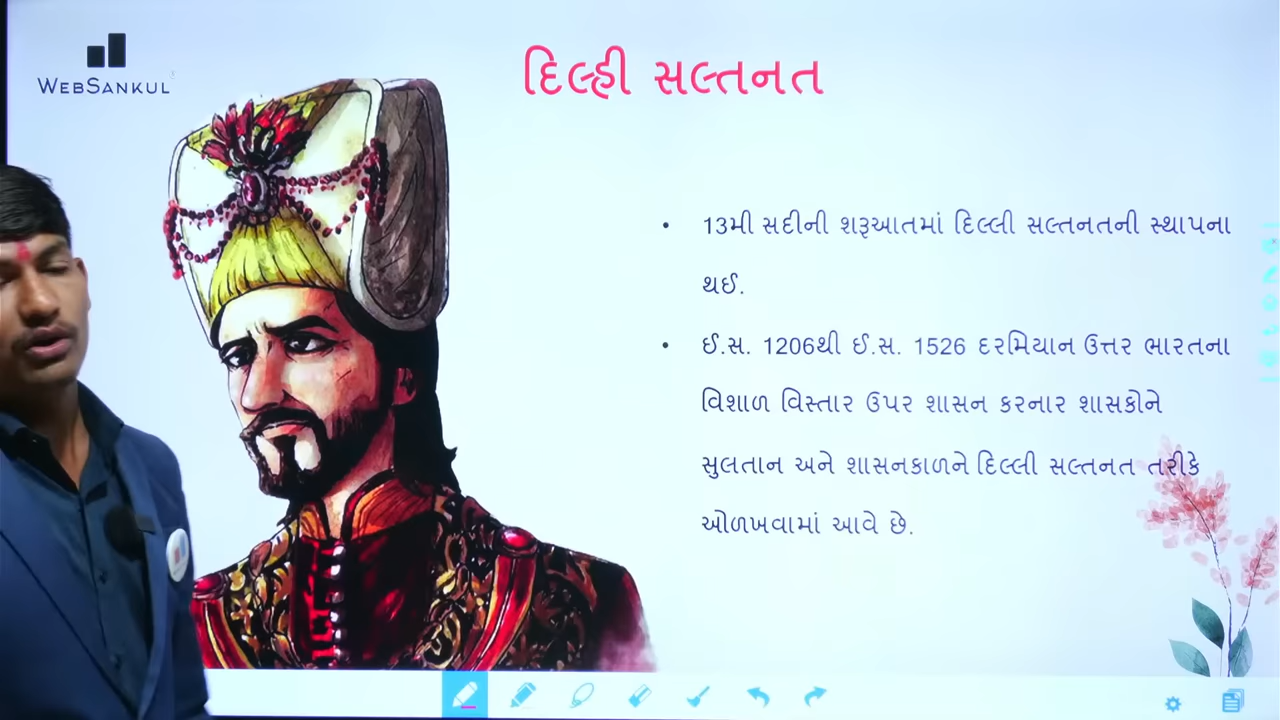 WEBSANKUL
દિલ્હી સલ્તનત
• 13મી સદીની શરૂઆતમાં દિલ્લી સલ્તનતની સ્થાપના
થઈ.
• ઈ.સ. 1206થી ઈ.સ. 1526 દરમિયાન ઉત્તર ભારતના
વિશાળ વિસ્તાર ઉપર શાસન કરનાર શાસકોને
સુલતાન અને શાસનકાળને દિલ્લી સલ્તનત તરીકે
ઓળખવામાં આવે છે.